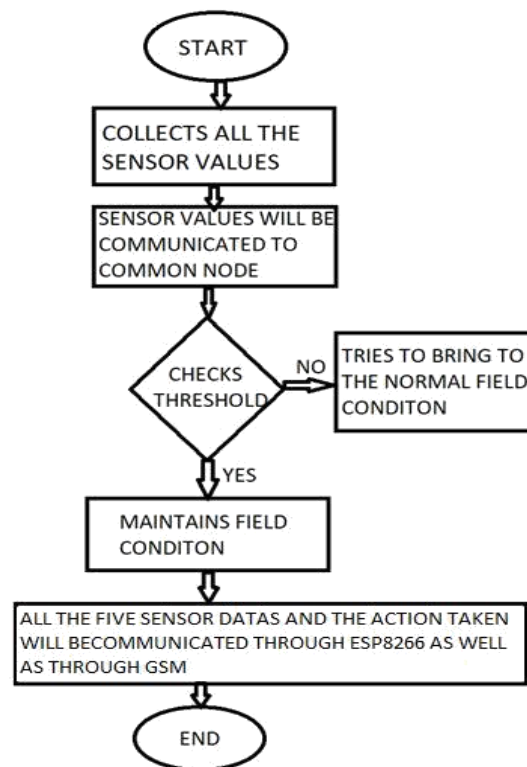 START
COLLECTS ALL THE
SENSOR VALUES
SENSOR VALUES WILL BE
COMMUNICATED TO
COMMON NODE
CHECKS
THRESHOLD
NO
TRIES TO BRING TO
THE NORMAL FIELD
CONDITON
YES
MAINTAINS FIELD
CONDITON
ALL THE FIVE SENSOR DATAS AND THE ACTION TAKEN
WILL BECOMMUNICATED THROUGH ESP8266 AS WELL
AS THROUGH GSM
END